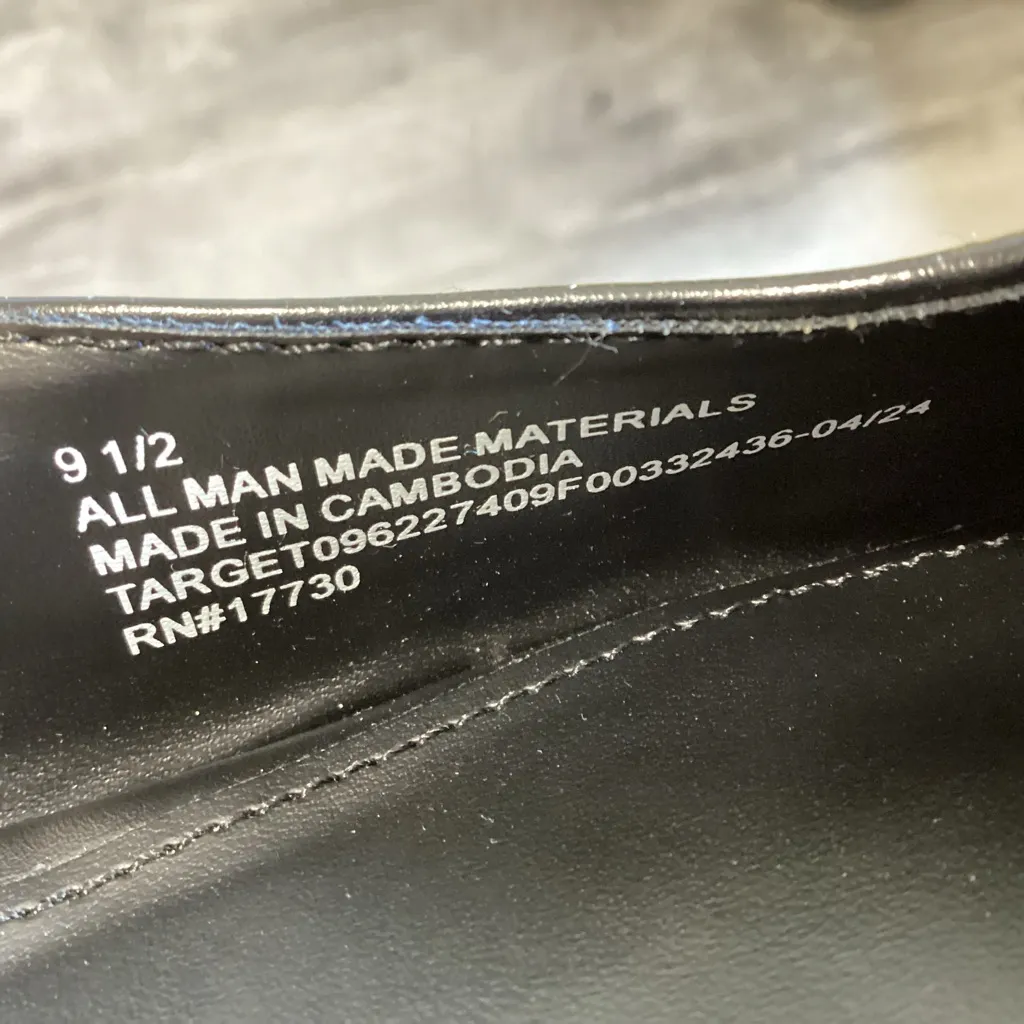 9 1/2
ALL MAN MADE MATERIALS
MADE IN CAMBODIA
TARGET096227409F00332436-04/24
RN#17730